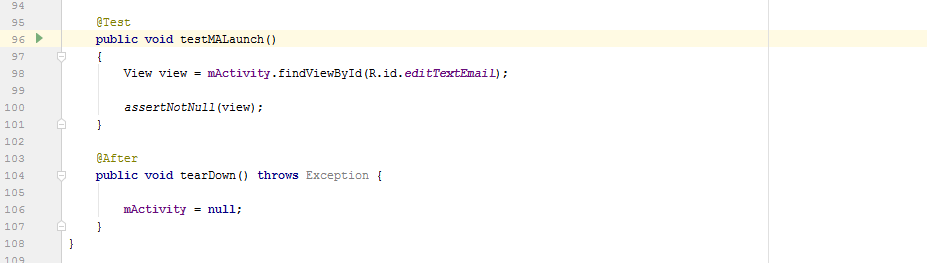 94
95 @Test
96 public void testMALaunch()
97 {
98 View view = mActivity.findViewById(R.id.editTextEmail);
99
100 assertNotNull(view);
101 }
102
103 @After
104 public void tearDown() throws Exception {
105
106 mActivity = null;
107 }
108 }
109